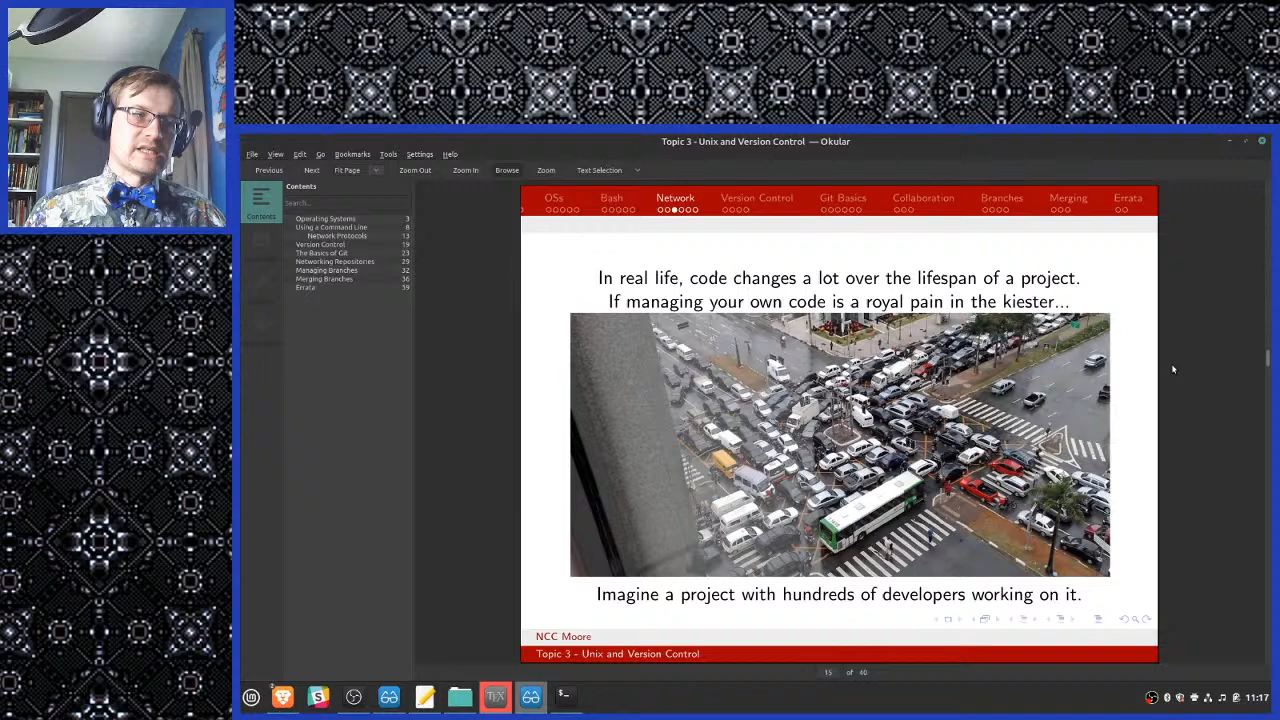 Topic 3 - Unix and Version Control — Okular
File View Edit Go Bookmarks Tools Settings Help
Previous Next Fit Page Zoom Out Zoom In Browse Zoom Text Selection
Contents
Contents
Search...
Operating Systems 3
Using a Command Line 8
Network Protocols 13
Version Control 19
The Basics of Git 23
Networking Repositories 29
Managing Branches 32
Merging Branches 36
Errata 39
OSs Bash Network Version Control Git Basics Collaboration Branches Merging Errata
In real life, code changes a lot over the lifespan of a project.
If managing your own code is a royal pain in the kiester...
Imagine a project with hundreds of developers working on it.
NCC Moore
Topic 3 - Unix and Version Control
15 of 40
TEX
11:17